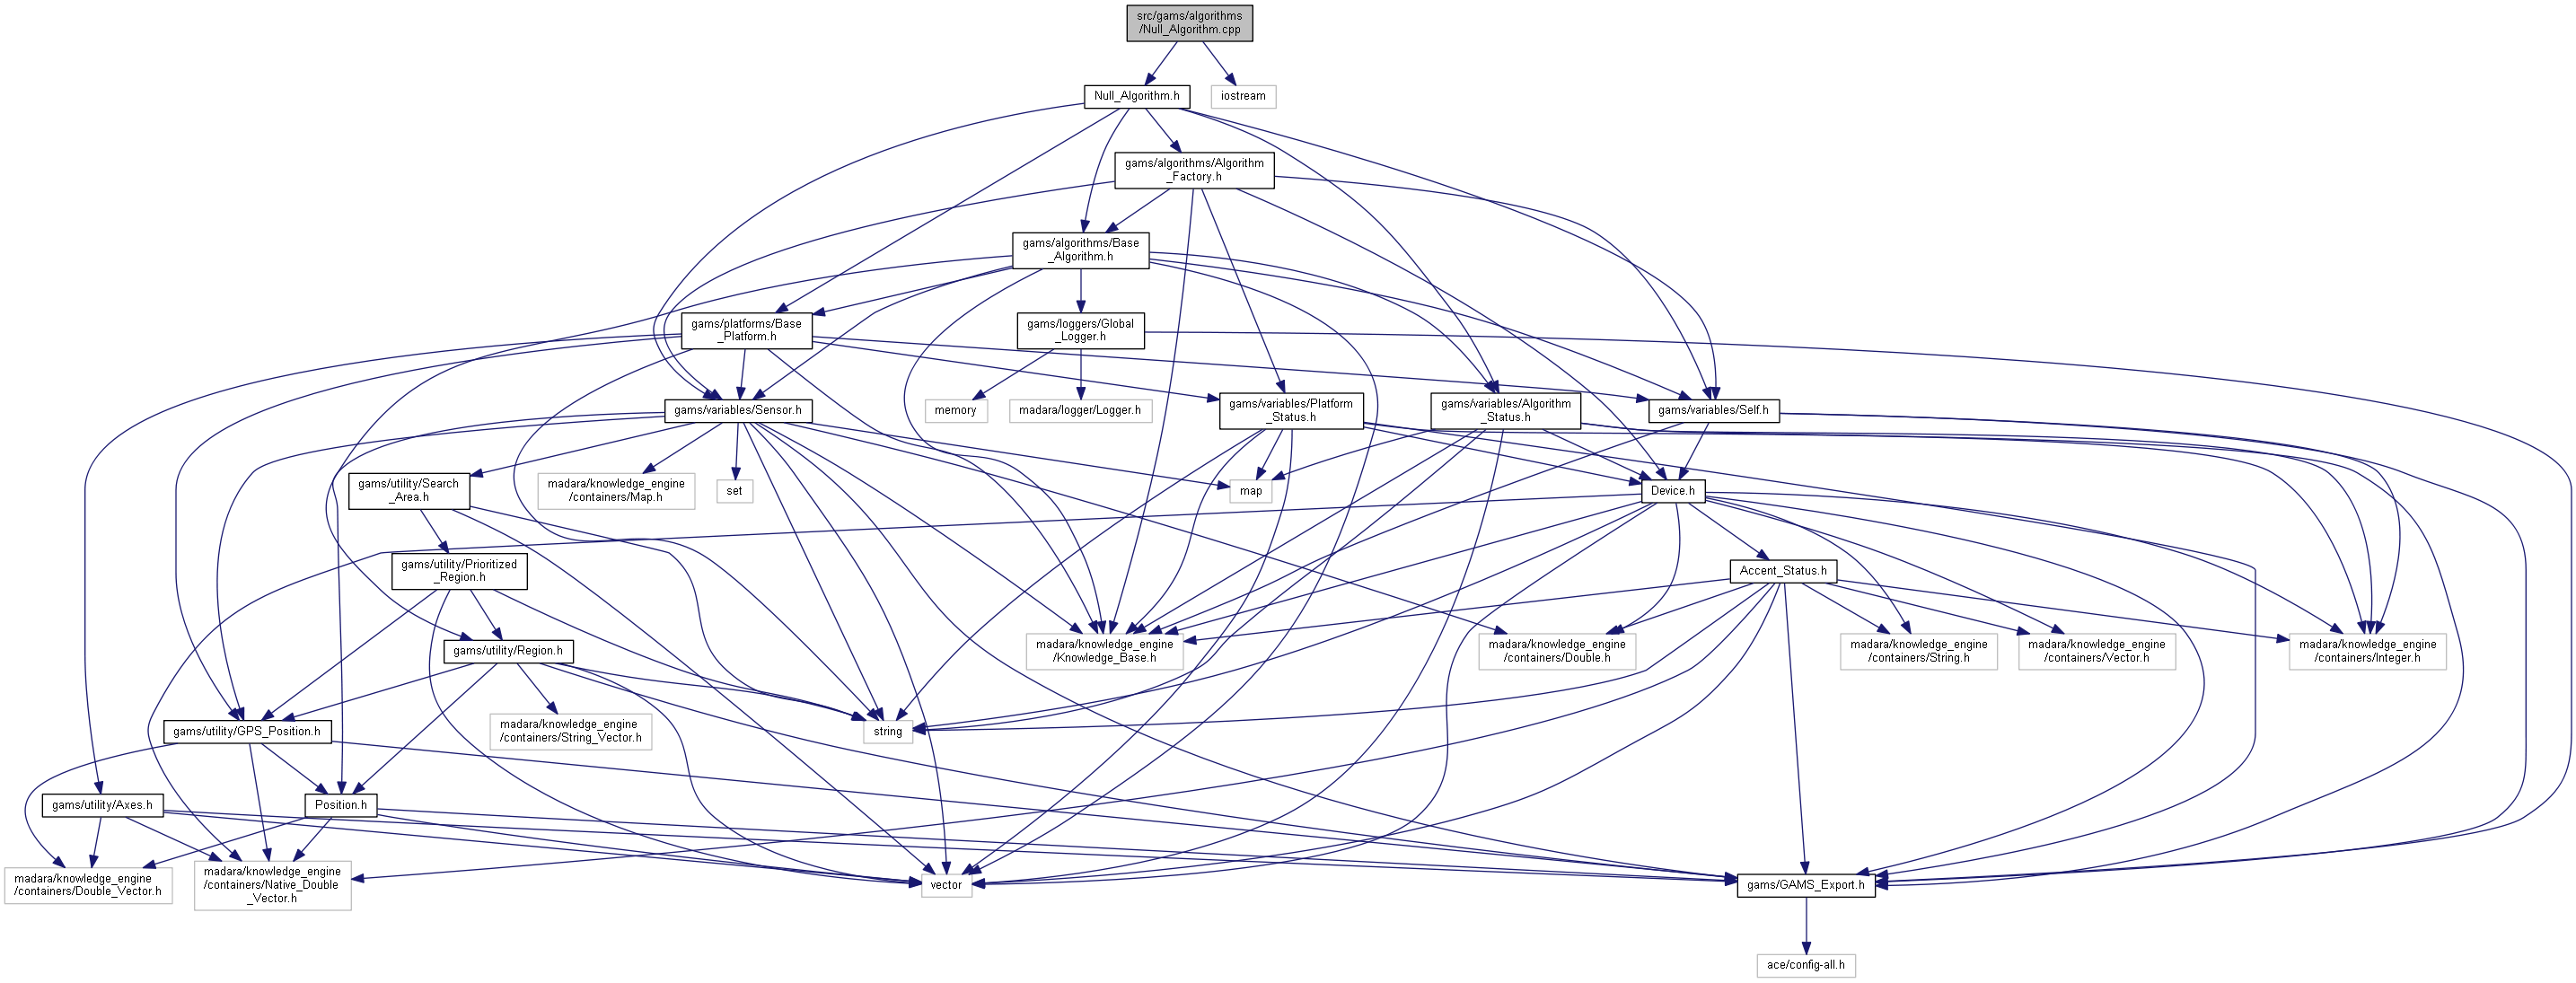 src/gams/algorithms
/Null_Algorithm.cpp
Null_Algorithm.h
iostream
gams/algorithms/Algorithm
_Factory.h
gams/algorithms/Base
_Algorithm.h
gams/platforms/Base
_Platform.h
gams/loggers/Global
_Logger.h
gams/variables/Sensor.h
memory
madara/logger/Logger.h
gams/variables/Platform
_Status.h
gams/variables/Algorithm
_Status.h
gams/variables/Self.h
gams/utility/Search
_Area.h
madara/knowledge_engine
/containers/Map.h
set
map
Device.h
gams/utility/Prioritized
_Region.h
Accent_Status.h
gams/utility/Region.h
madara/knowledge_engine
/Knowledge_Base.h
madara/knowledge_engine
/containers/Double.h
madara/knowledge_engine
/containers/String.h
madara/knowledge_engine
/containers/Vector.h
madara/knowledge_engine
/containers/Integer.h
gams/utility/GPS_Position.h
madara/knowledge_engine
/containers/String_Vector.h
string
gams/utility/Axes.h
Position.h
madara/knowledge_engine
/containers/Double_Vector.h
madara/knowledge_engine
/containers/Native_Double
_Vector.h
vector
gams/GAMS_Export.h
ace/config-all.h